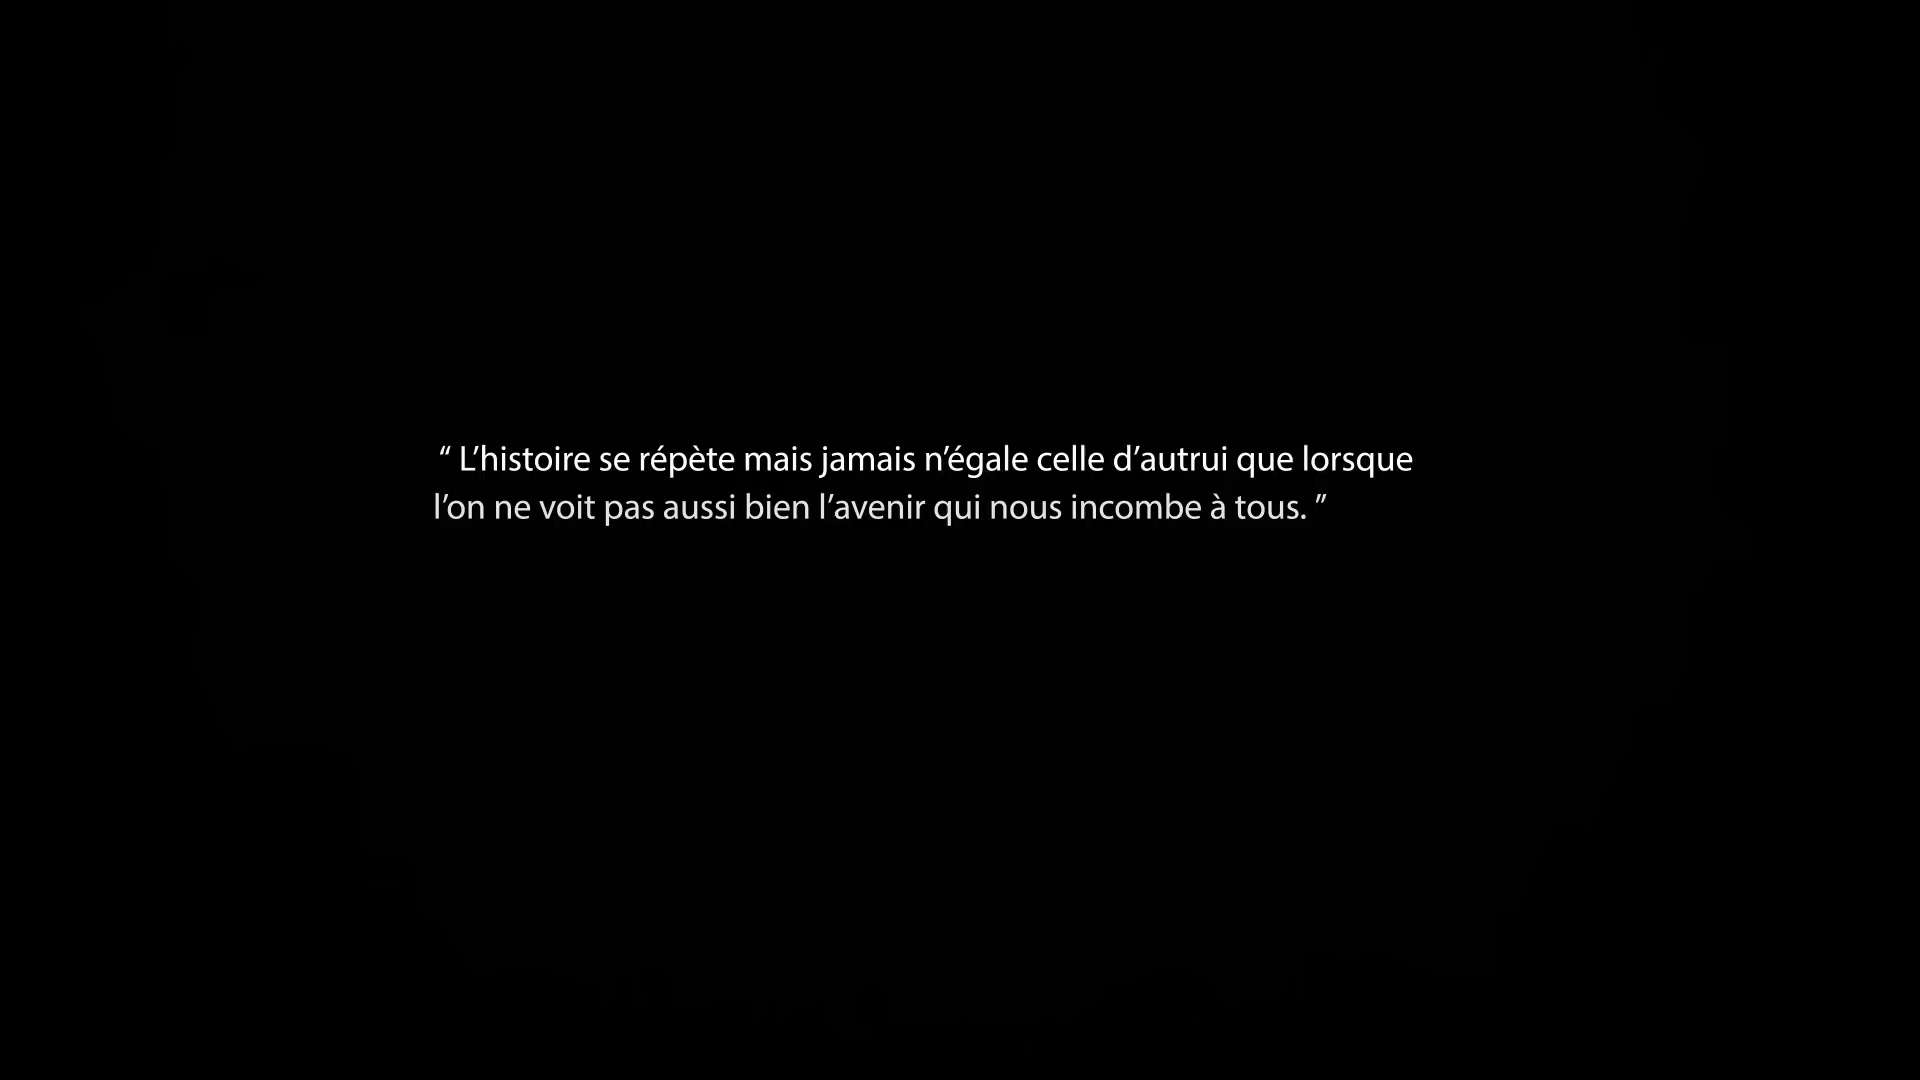 “ L’histoire se répète mais jamais n’égale celle d’autrui que lorsque
l’on ne voit pas aussi bien l’avenir qui nous incombe à tous. ”